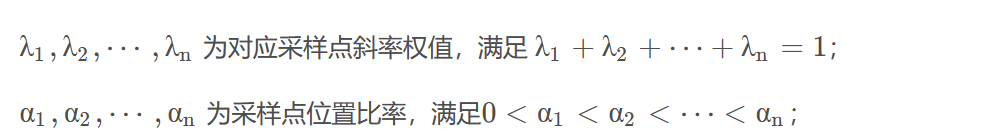 λ₁,λ₂,⋯,λₙ 为对应采样点斜率权值，满足 λ₁ + λ₂ + ⋯ + λₙ = 1；
α₁,α₂,⋯,αₙ 为采样点位置比率，满足0 < α₁ < α₂ < ⋯ < αₙ；